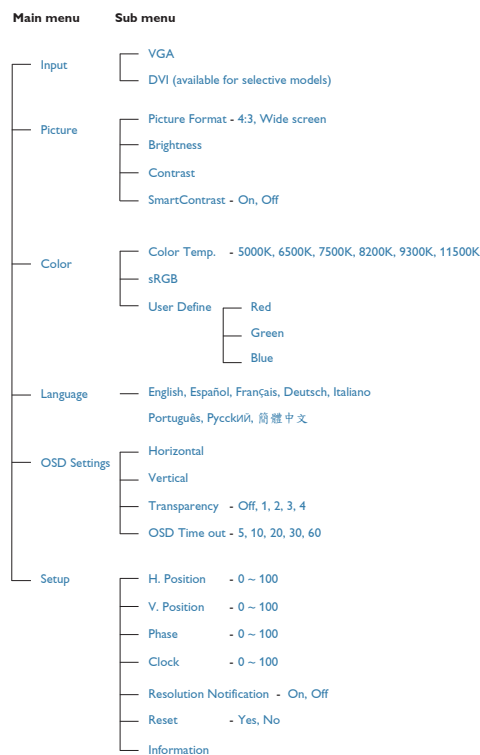 Main menu Sub menu
Input
VGA
DVI (available for selective models)
Picture
Picture Format - 4:3, Wide screen
Brightness
Contrast
SmartContrast - On, Off
Color
Color Temp. - 5000K, 6500K, 7500K, 8200K, 9300K, 11500K
sRGB
User Define
Red
Green
Blue
Language
English, Español, Français, Deutsch, Italiano
Português, Русский, 簡體中文
OSD Settings
Horizontal
Vertical
Transparency - Off, 1, 2, 3, 4
OSD Time out - 5, 10, 20, 30, 60
Setup
H. Position - 0 ~ 100
V. Position - 0 ~ 100
Phase - 0 ~ 100
Clock - 0 ~ 100
Resolution Notification - On, Off
Reset - Yes, No
Information